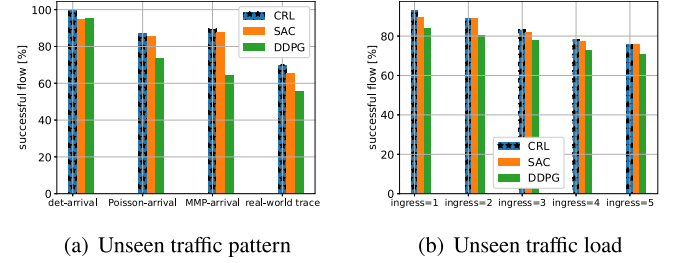 successful flow [%]
100
80
60
40
20
0
CRL
SAC
DDPG
det-arrival Poisson-arrival MMP-arrival real-world trace
(a) Unseen traffic pattern
successful flow [%]
80
60
40
20
0
CRL
SAC
DDPG
ingress=1 ingress=2 ingress=3 ingress=4 ingress=5
(b) Unseen traffic load